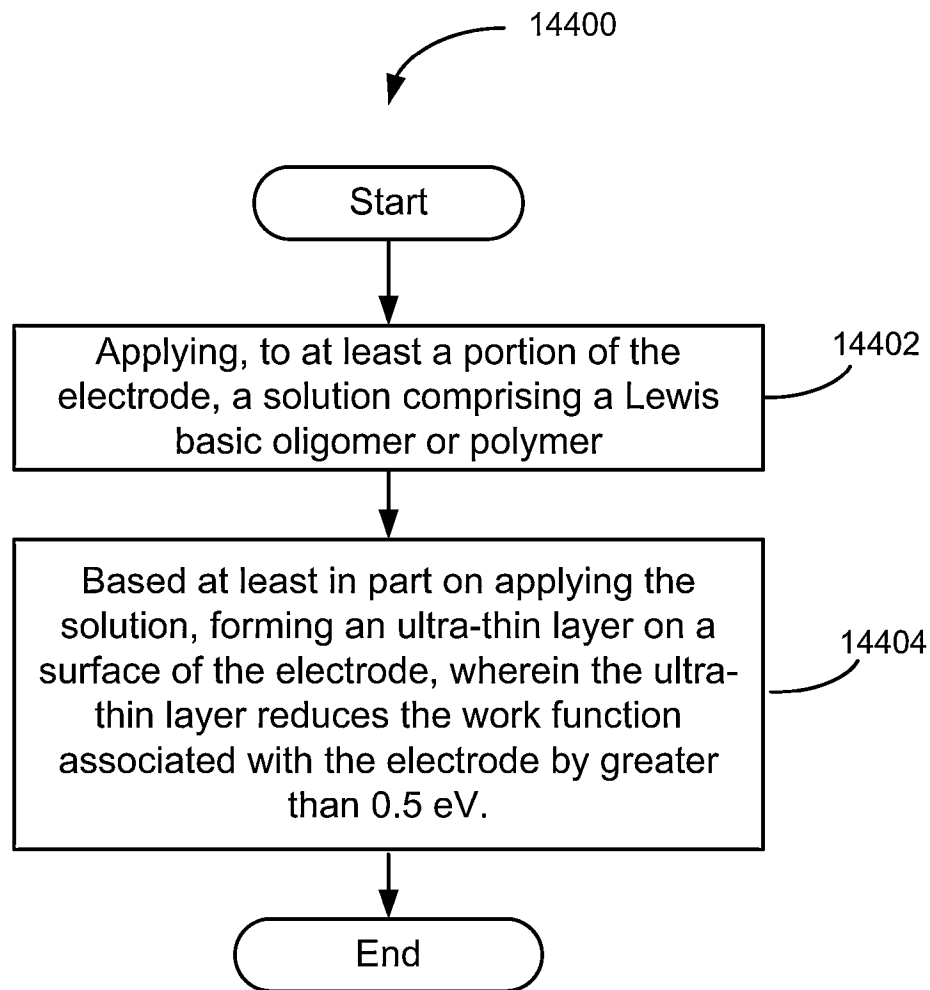 14400
Start
Applying, to at least a portion of the
electrode, a solution comprising a Lewis
basic oligomer or polymer
14402
Based at least in part on applying the
solution, forming an ultra-thin layer on a
surface of the electrode, wherein the ultra-
thin layer reduces the work function
associated with the electrode by greater
than 0.5 eV.
14404
End